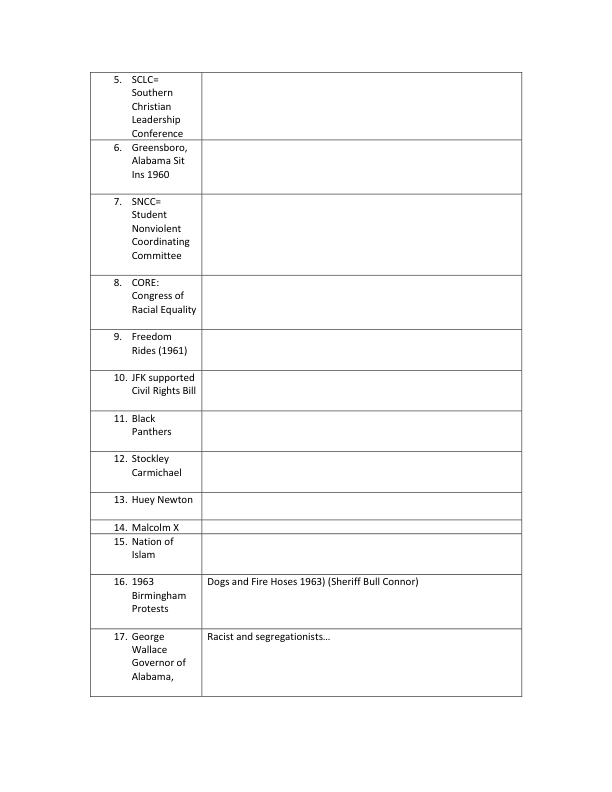 5. SCLC=
Southern
Christian
Leadership
Conference
6. Greensboro,
Alabama Sit
Ins 1960
7. SNCC=
Student
Nonviolent
Coordinating
Committee
8. CORE:
Congress of
Racial Equality
9. Freedom
Rides (1961)
10. JFK supported
Civil Rights Bill
11. Black
Panthers
12. Stockley
Carmichael
13. Huey Newton
14. Malcolm X
15. Nation of
Islam
16. 1963
Birmingham
Protests
Dogs and Fire Hoses 1963) (Sheriff Bull Connor)
17. George
Wallace
Governor of
Alabama,
Racist and segregationists…